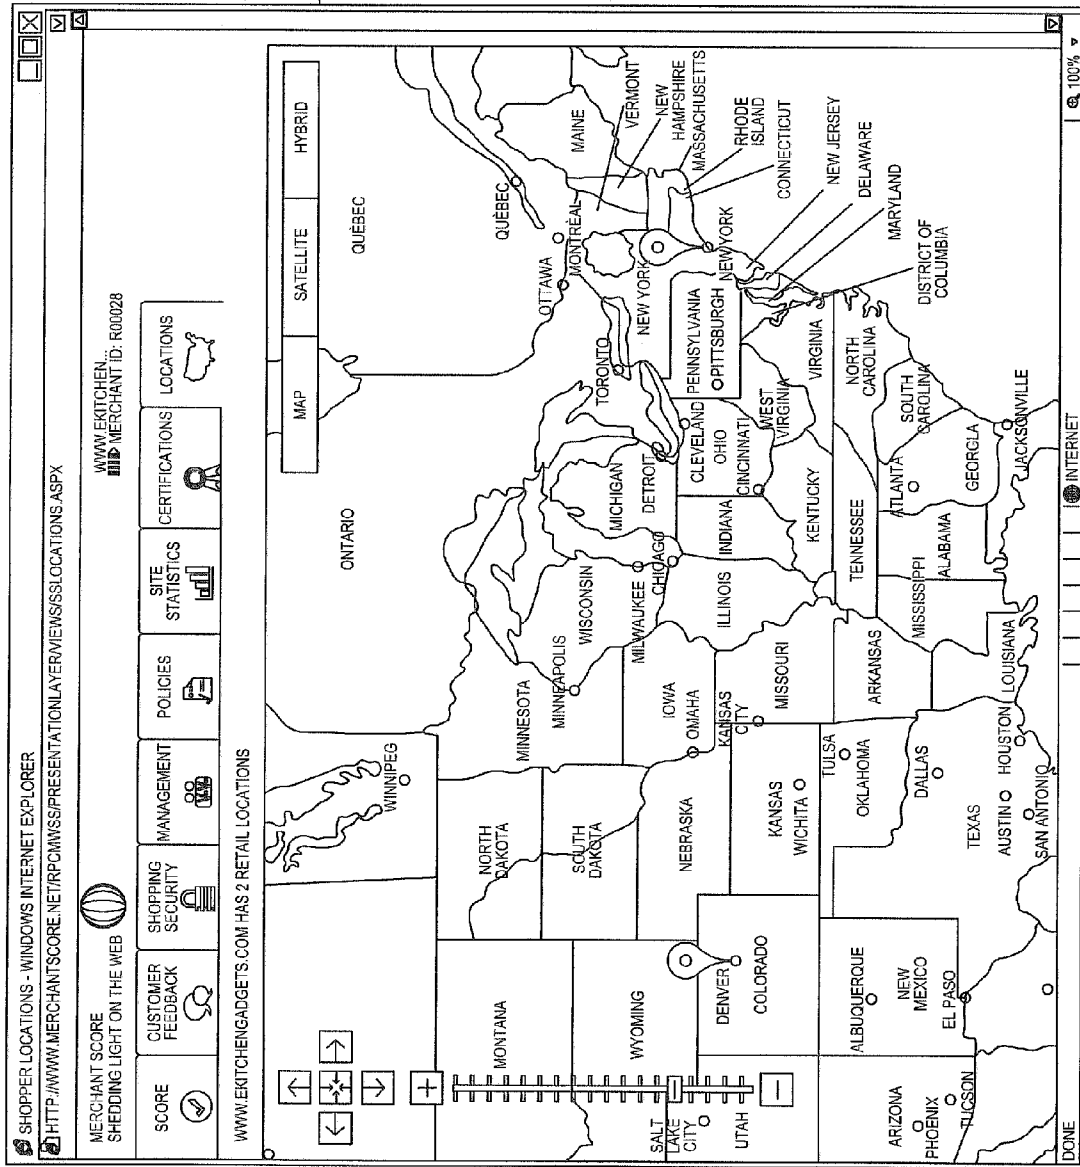 SHOPPER LOCATIONS - WINDOWS INTERNET EXPLORER
HTTP://WWW.MERCHANTSCORE.NET/RPCMWSS/PRESENTATIONLAYER/VIEWS/SSLOCATIONS.ASPX
MERCHANT SCORE
SHEDDING LIGHT ON THE WEB
WWW.EKITCHEN...
MERCHANT ID: R00028
SCORE
CUSTOMER
FEEDBACK
SHOPPING
SECURITY
MANAGEMENT
POLICIES
SITE
STATISTICS
CERTIFICATIONS
LOCATIONS
WWW.EKITCHENGADGETS.COM HAS 2 RETAIL LOCATIONS
MAP
SATELLITE
HYBRID
ONTARIO
QUÈBEC
WINNIPEG
QUÈBEC
OTTAWA
MONTRÈAL
MAINE
VERMONT
NEW
HAMPSHIRE
MASSACHUSETTS
RHODE
ISLAND
CONNECTICUT
NEW JERSEY
DELAWARE
MARYLAND
DISTRICT OF
COLUMBIA
TORONTO
NEW YORK
NEW YORK
MONTANA
NORTH
DAKOTA
MINNESOTA
MINNEAPOLIS
WISCONSIN
MICHIGAN
SOUTH
DAKOTA
MILWAUKEE
DETROIT
WYOMING
CHICAGO
CLEVELAND
PENNSYLVANIA
PITTSBURGH
NEBRASKA
IOWA
OMAHA
ILLINOIS
INDIANA
OHIO
CINCINNATI
WEST
VIRGINIA
VIRGINIA
SALT
LAKE
CITY
UTAH
DENVER
COLORADO
KANSAS
WICHITA
KANSAS
CITY
MISSOURI
KENTUCKY
TULSA
OKLAHOMA
ARKANSAS
TENNESSEE
NORTH
CAROLINA
SOUTH
CAROLINA
ALBUQUERQUE
NEW
MEXICO
EL PASO
ARIZONA
PHOENIX
TUCSON
DALLAS
TEXAS
AUSTIN
HOUSTON
SAN ANTONIO
LOUISIANA
MISSISSIPPI
ALABAMA
ATLANTA
GEORGLA
JACKSONVILLE
DONE
INTERNET
100%